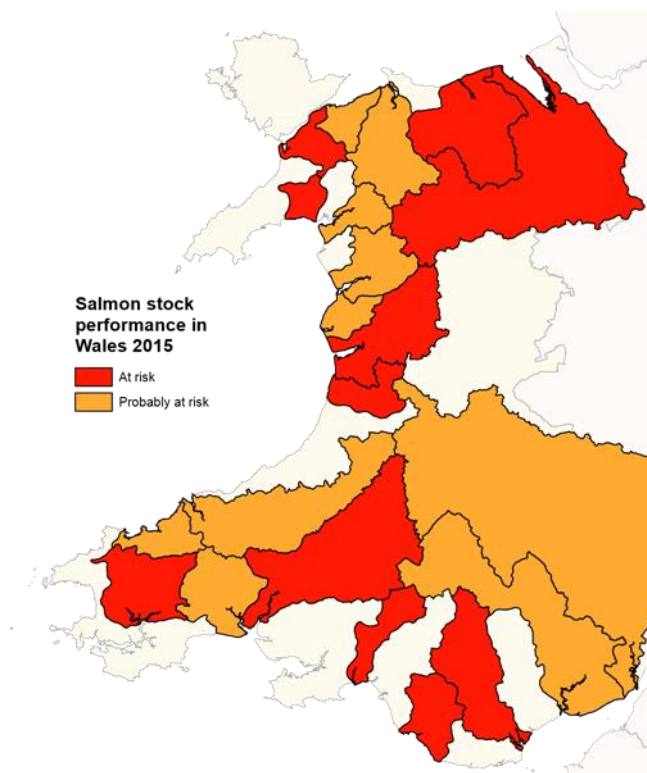 Salmon stock
performance in
Wales 2015
At risk
Probably at risk